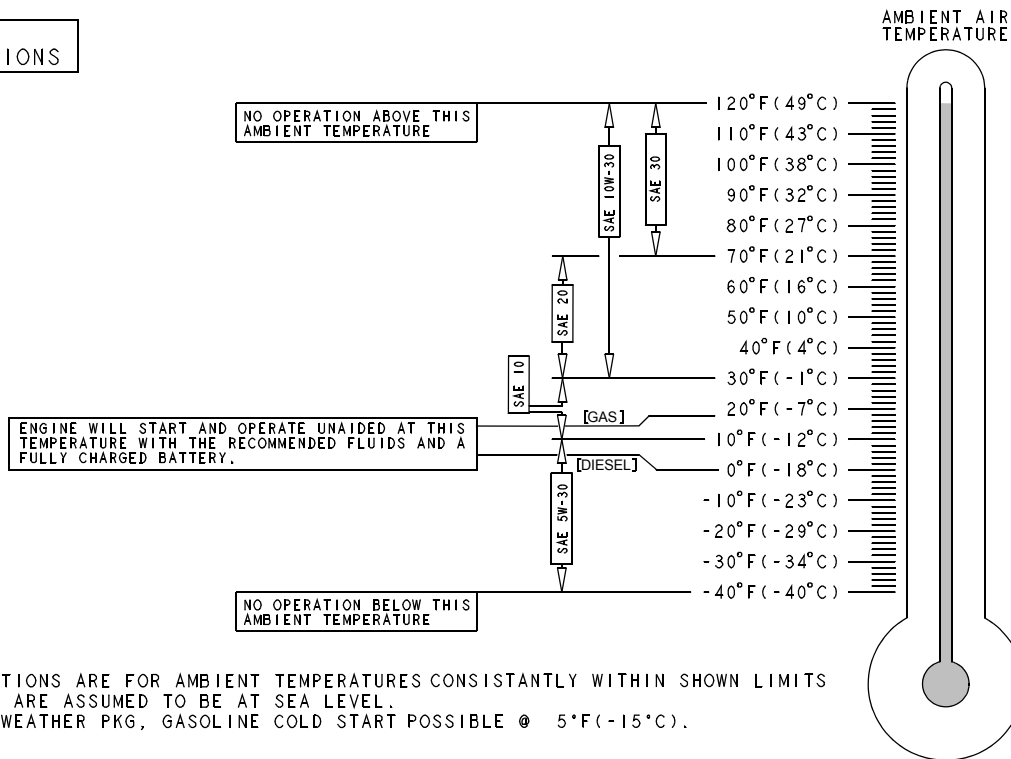 AMBIENT AIR
TEMPERATURE
IONS
NO OPERATION ABOVE THIS
AMBIENT TEMPERATURE
120°F(49°C)
110°F(43°C)
100°F(38°C)
90°F(32°C)
80°F(27°C)
70°F(21°C)
60°F(16°C)
50°F(10°C)
40°F(4°C)
30°F(-1°C)
20°F(-7°C)
10°F(-12°C)
0°F(-18°C)
-10°F(-23°C)
-20°F(-29°C)
-30°F(-34°C)
-40°F(-40°C)
SAE 10W-30
SAE 30
SAE 20
SAE 10
[GAS]
ENGINE WILL START AND OPERATE UNAIDED AT THIS
TEMPERATURE WITH THE RECOMMENDED FLUIDS AND A
FULLY CHARGED BATTERY.
[DIESEL]
SAE 5W-30
NO OPERATION BELOW THIS
AMBIENT TEMPERATURE
TIONS ARE FOR AMBIENT TEMPERATURES CONSISTANTLY WITHIN SHOWN LIMITS
ARE ASSUMED TO BE AT SEA LEVEL.
WEATHER PKG, GASOLINE COLD START POSSIBLE @ 5°F(-15°C).